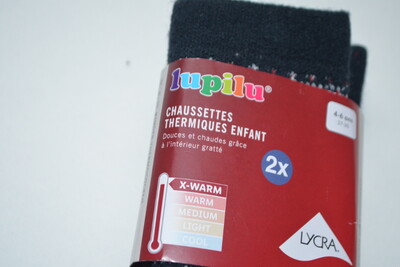 lupilu®
CHAUSSETTES
THERMIQUES ENFANT
Douces et chaudes grâce
à l'intérieur gratté
2x
X-WARM
WARM
MEDIUM
LIGHT
COOL
LYCRA